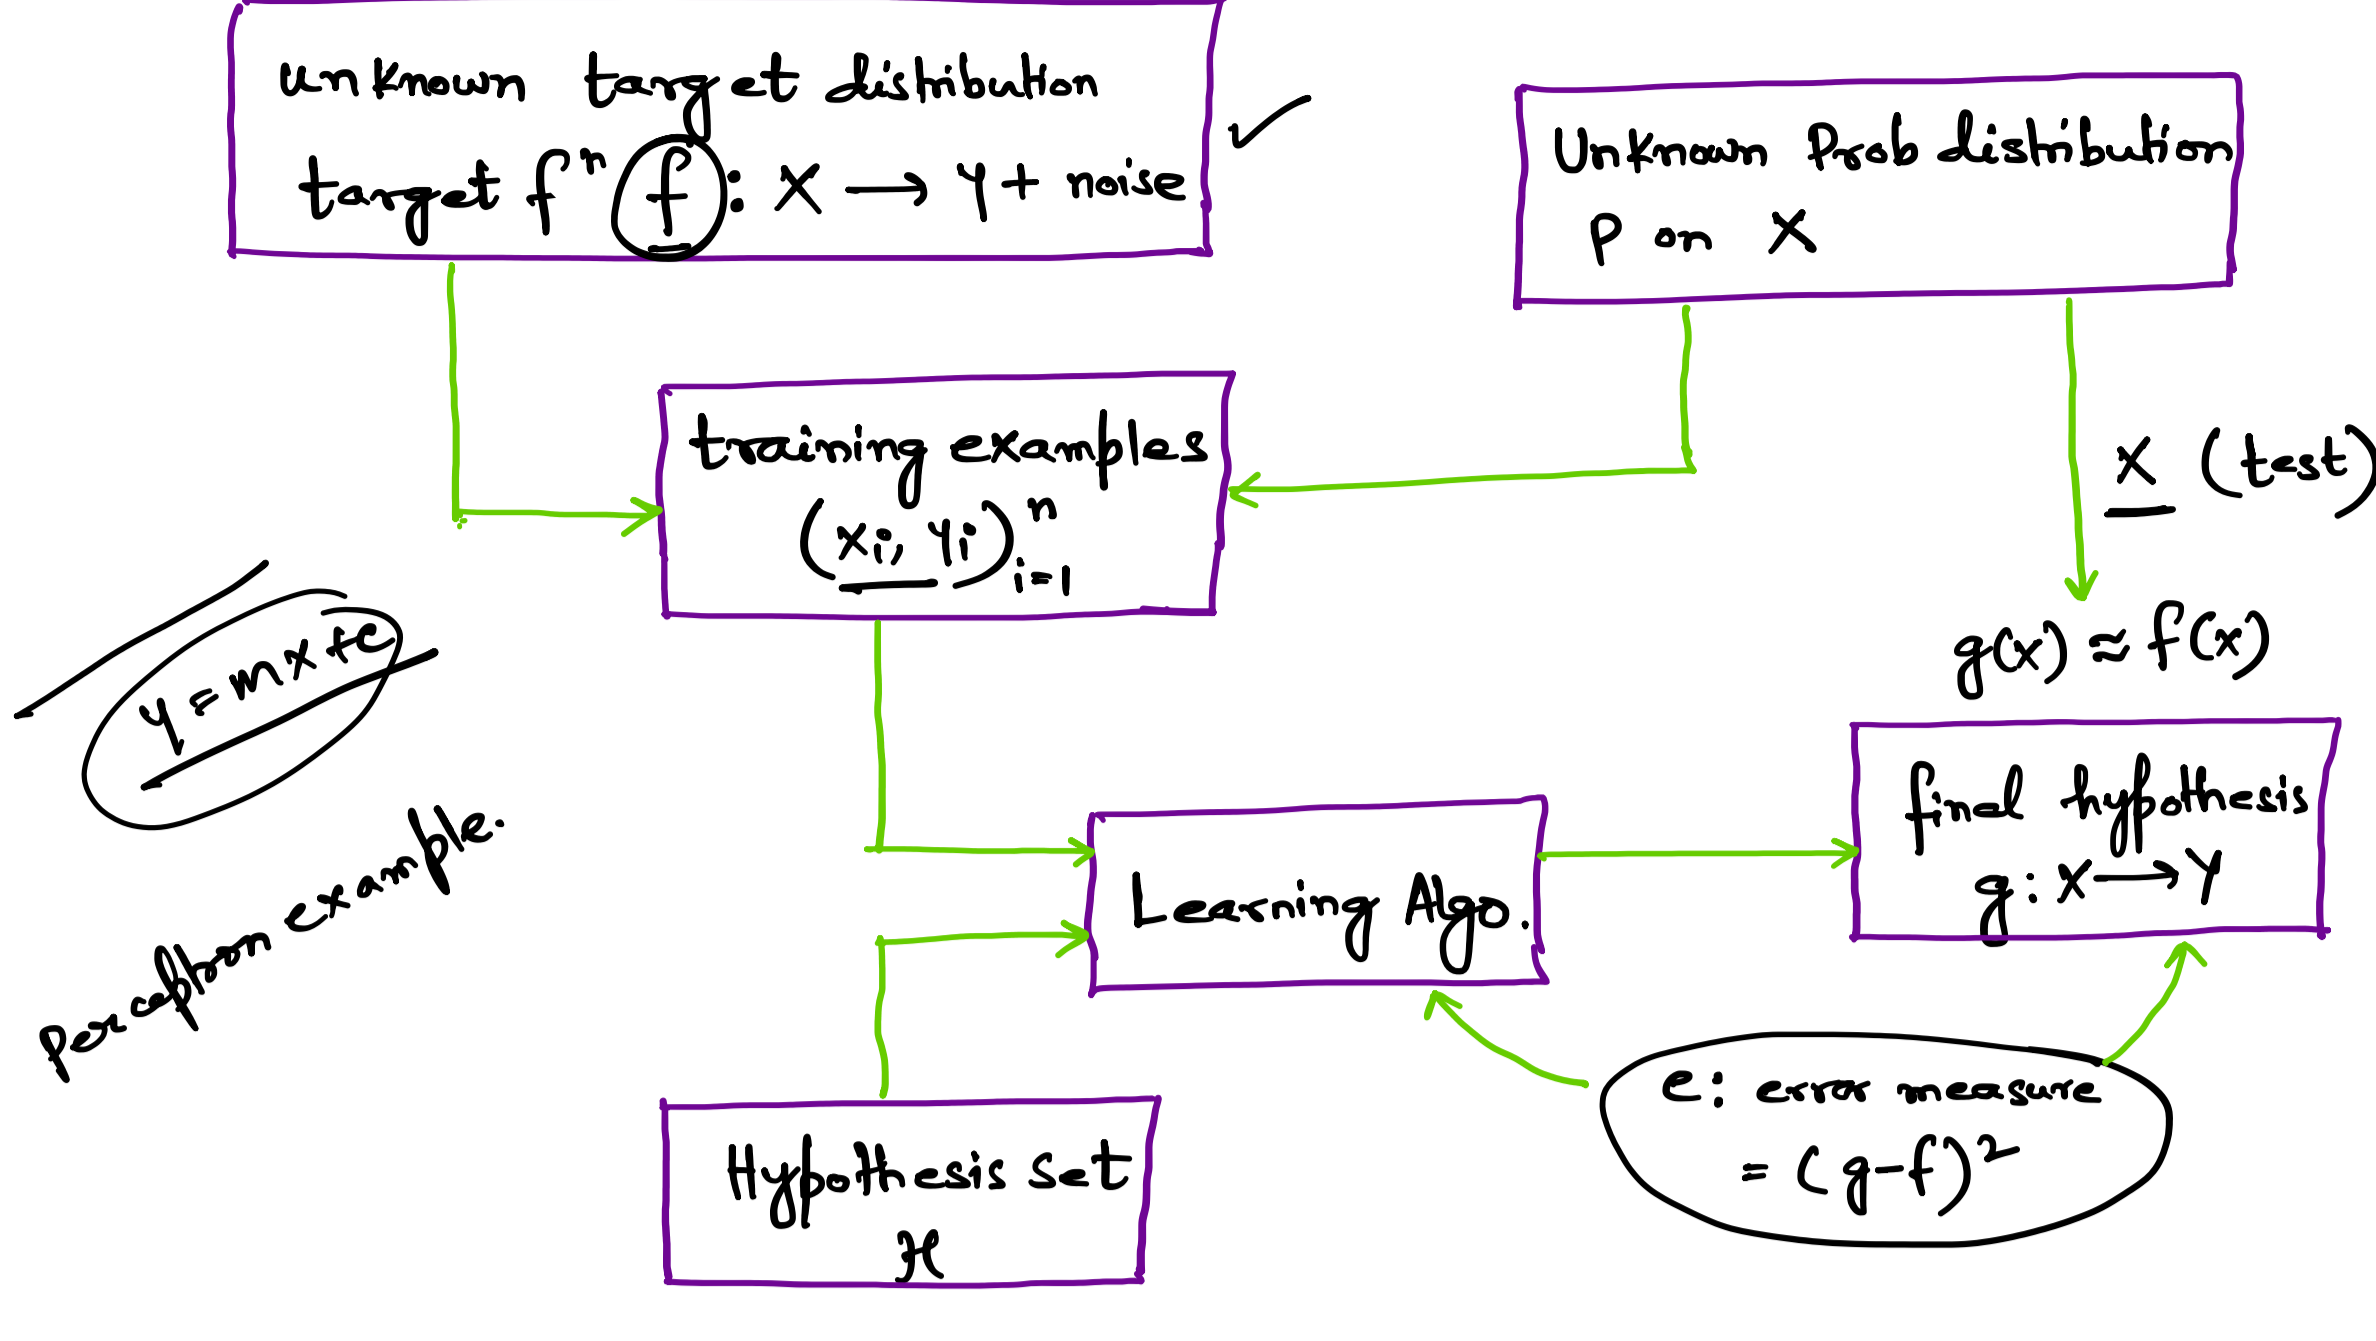 unknown target distribution
target fⁿ f : X → Y + noise
Unknown Prob distribution
P on X
training examples
(xi, yi)ⁿ i=1
x (test)
y = mx + c
g(x) ≈ f(x)
perceptron example.
Learning Algo.
final hypothesis
g : X → Y
Hypothesis set
H
e : error measure
= (g-f)²